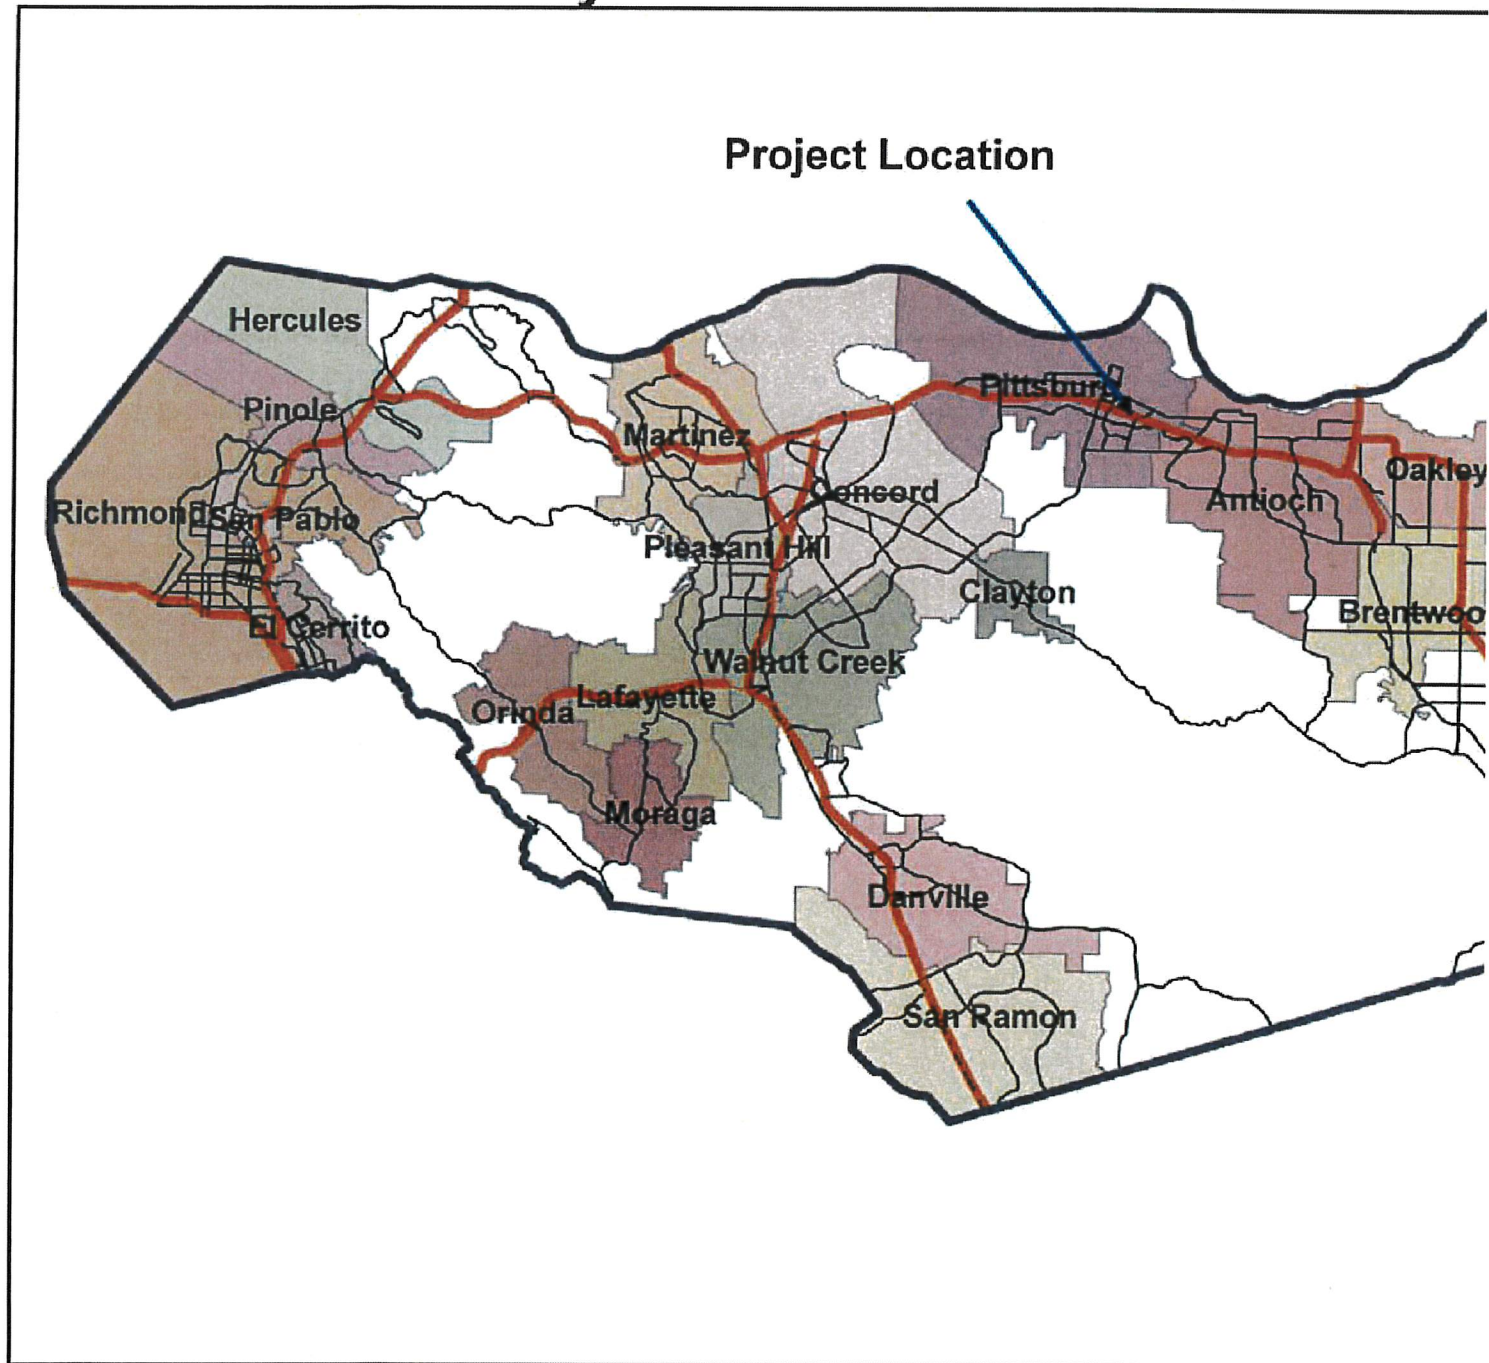 Project Location
Hercules
Pinole
Pittsburg
Martinez
Oakley
Concord
Antioch
Richmond
San Pablo
Pleasant Hill
Clayton
Brentwoo
El Cerrito
Walnut Creek
Lafayette
Orinda
Moraga
Danville
San Ramon